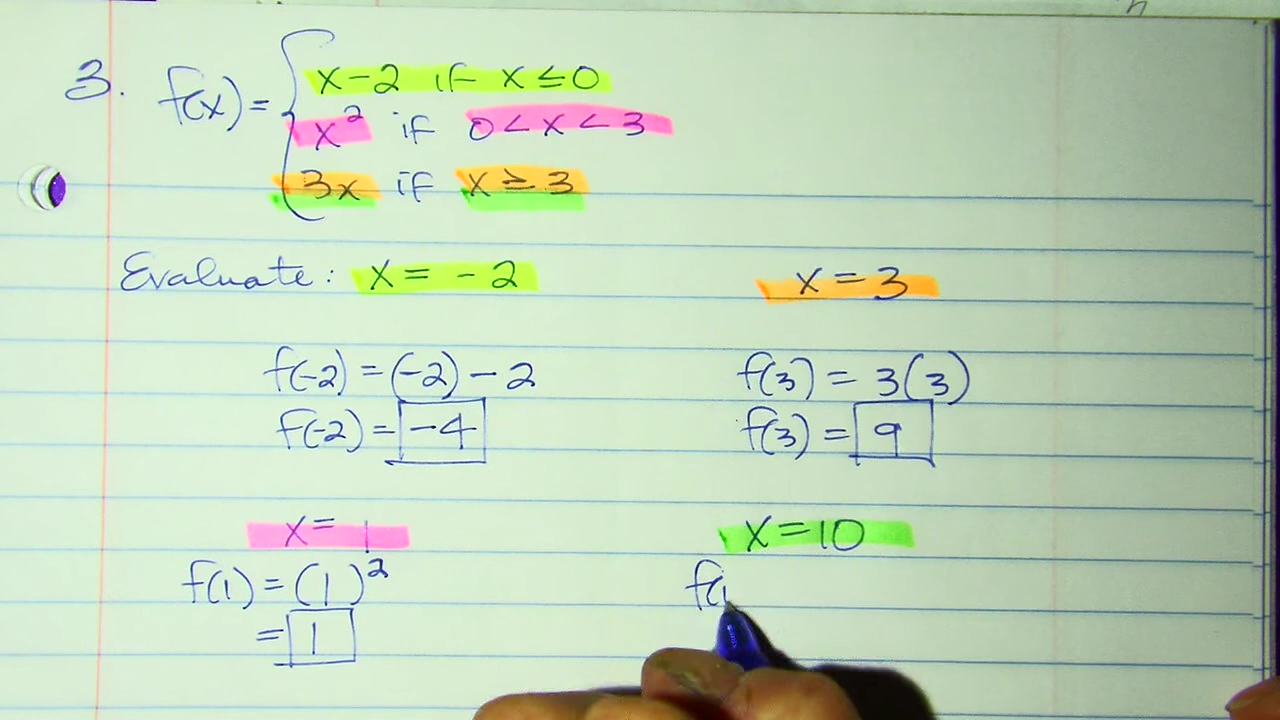 3. f(x) = { x-2 if x ≤ 0
x² if 0 < x < 3
3x if x ≥ 3
Evaluate: x = -2
x = 3
f(-2) = (-2) - 2
f(-2) = -4
f(3) = 3(3)
f(3) = 9
x = 1
f(1) = (1)²
= 1
x = 10
f(1